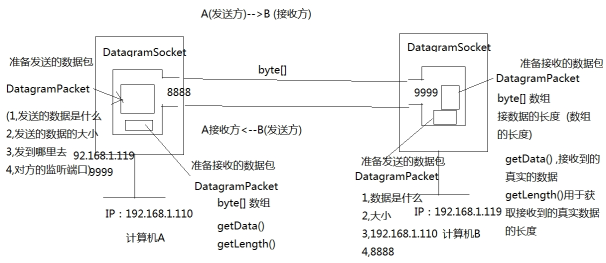 A(发送方)-->B (接收方)
准备发送的数据包
DatagramSocket
DatagramPacket
8888
(1,发送的数据是什么
2,发送的数据的大小
3,发到哪里去
4,对方的监听端口)
92.168.1.119
9999
byte[]
A接收方<--B(发送方)
准备接收的数据包
DatagramPacket
byte[] 数组
getData()
getLength()
IP：192.168.1.110
计算机A
DatagramSocket
9999
准备接收的数据包
DatagramPacket
byte[] 数组
接数据的长度 (数组
的长度)
getData() ,接收到的
真实的数据
getLength()用于获
取接收到的真实数据
的长度
准备发送的数据包
DatagramPacket
1,数据是什么
2,大小
3,192.168.1.110
4,8888
IP：192.168.1.119
计算机B